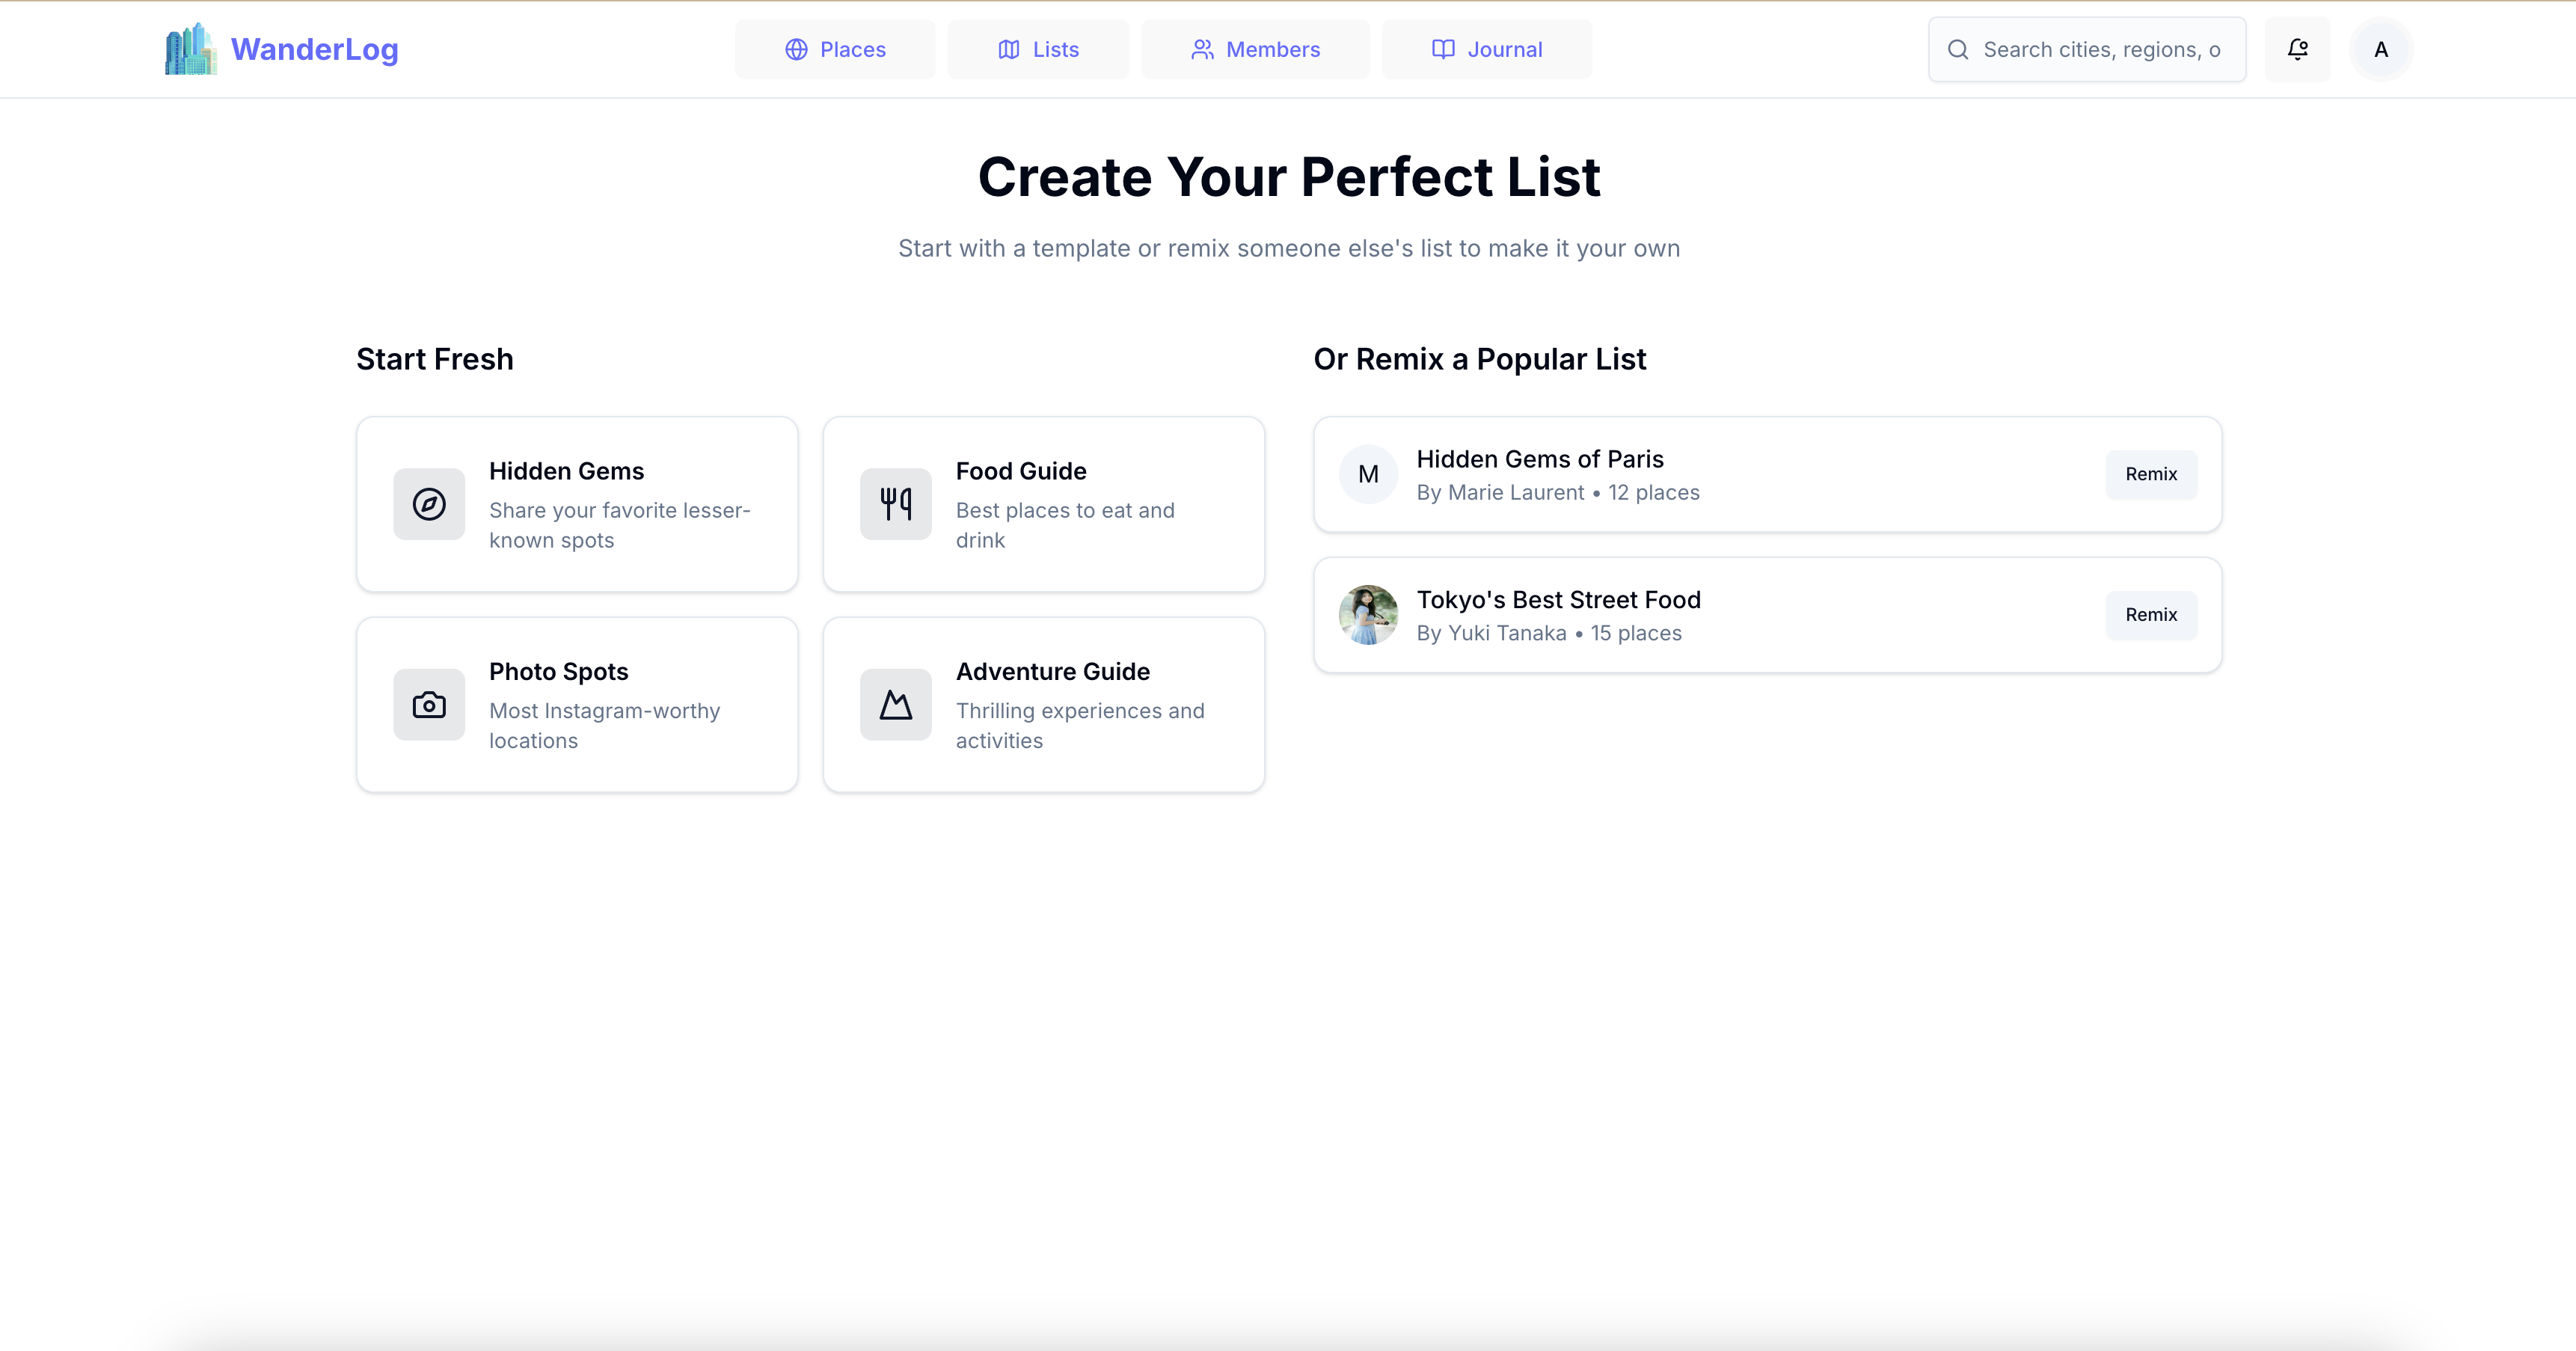 WanderLog
Places
Lists
Members
Journal
Search cities, regions, o
A
Create Your Perfect List
Start with a template or remix someone else's list to make it your own
Start Fresh
Hidden Gems
Share your favorite lesser-
known spots
Food Guide
Best places to eat and
drink
Photo Spots
Most Instagram-worthy
locations
Adventure Guide
Thrilling experiences and
activities
Or Remix a Popular List
M
Hidden Gems of Paris
By Marie Laurent • 12 places
Remix
Tokyo's Best Street Food
By Yuki Tanaka • 15 places
Remix